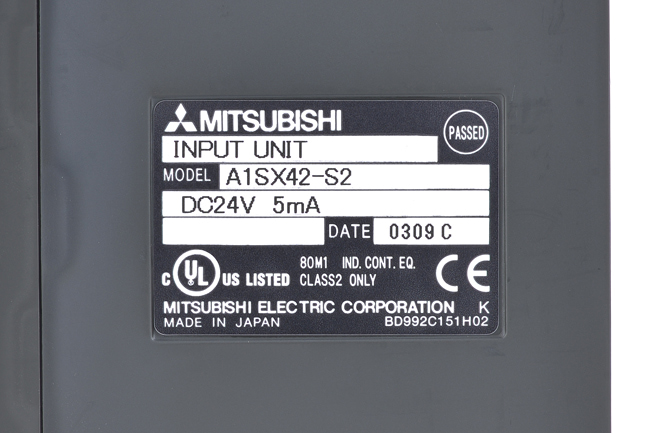 MITSUBISHI
PASSED
INPUT UNIT
MODEL A1SX42-S2
DC24V 5mA
DATE 0309 C
C UL US LISTED 80M1 IND. CONT. EQ. CLASS2 ONLY CE
MITSUBISHI ELECTRIC CORPORATION K
MADE IN JAPAN BD992C151H02